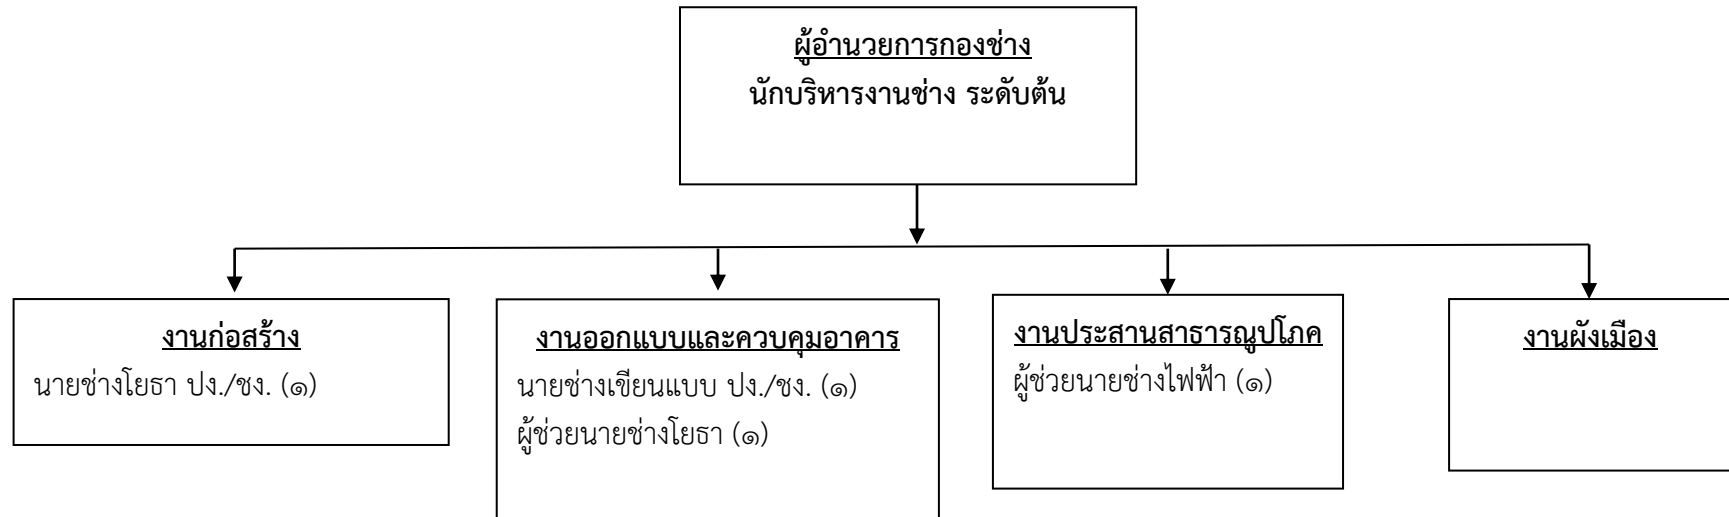 ผู้อำนวยการกองช่าง
นักบริหารงานช่าง ระดับต้น
งานก่อสร้าง
นายช่างโยธา ปง./ชง. (๑)
งานออกแบบและควบคุมอาคาร
นายช่างเขียนแบบ ปง./ชง. (๑)
ผู้ช่วยนายช่างโยธา (๑)
งานประสานสาธารณูปโภค
ผู้ช่วยนายช่างไฟฟ้า (๑)
งานผังเมือง